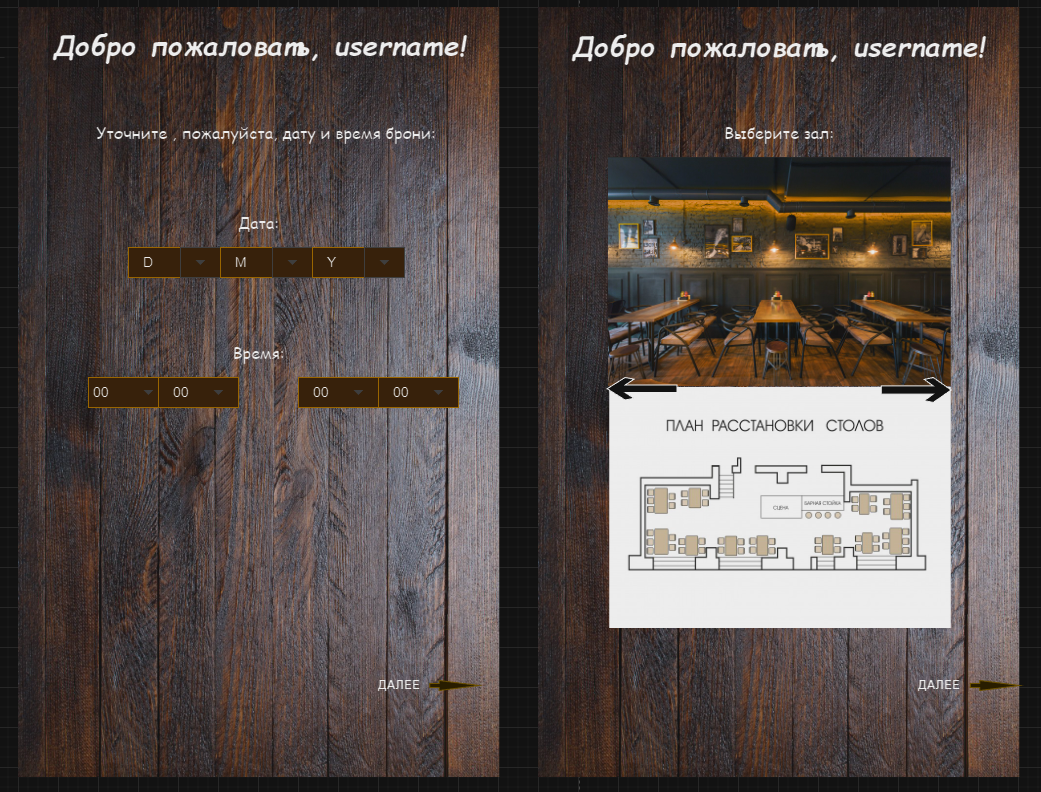 Добро пожаловать, username!
Уточните , пожалуйста, дату и время брони:
Дата:
D M Y
Время:
00 00 00 00
ДАЛЕЕ
Добро пожаловать, username!
Выберите зал:
ПЛАН РАССТАНОВКИ СТОЛОВ
СЦЕНА
БАРНАЯ СТОЙКА
ДАЛЕЕ